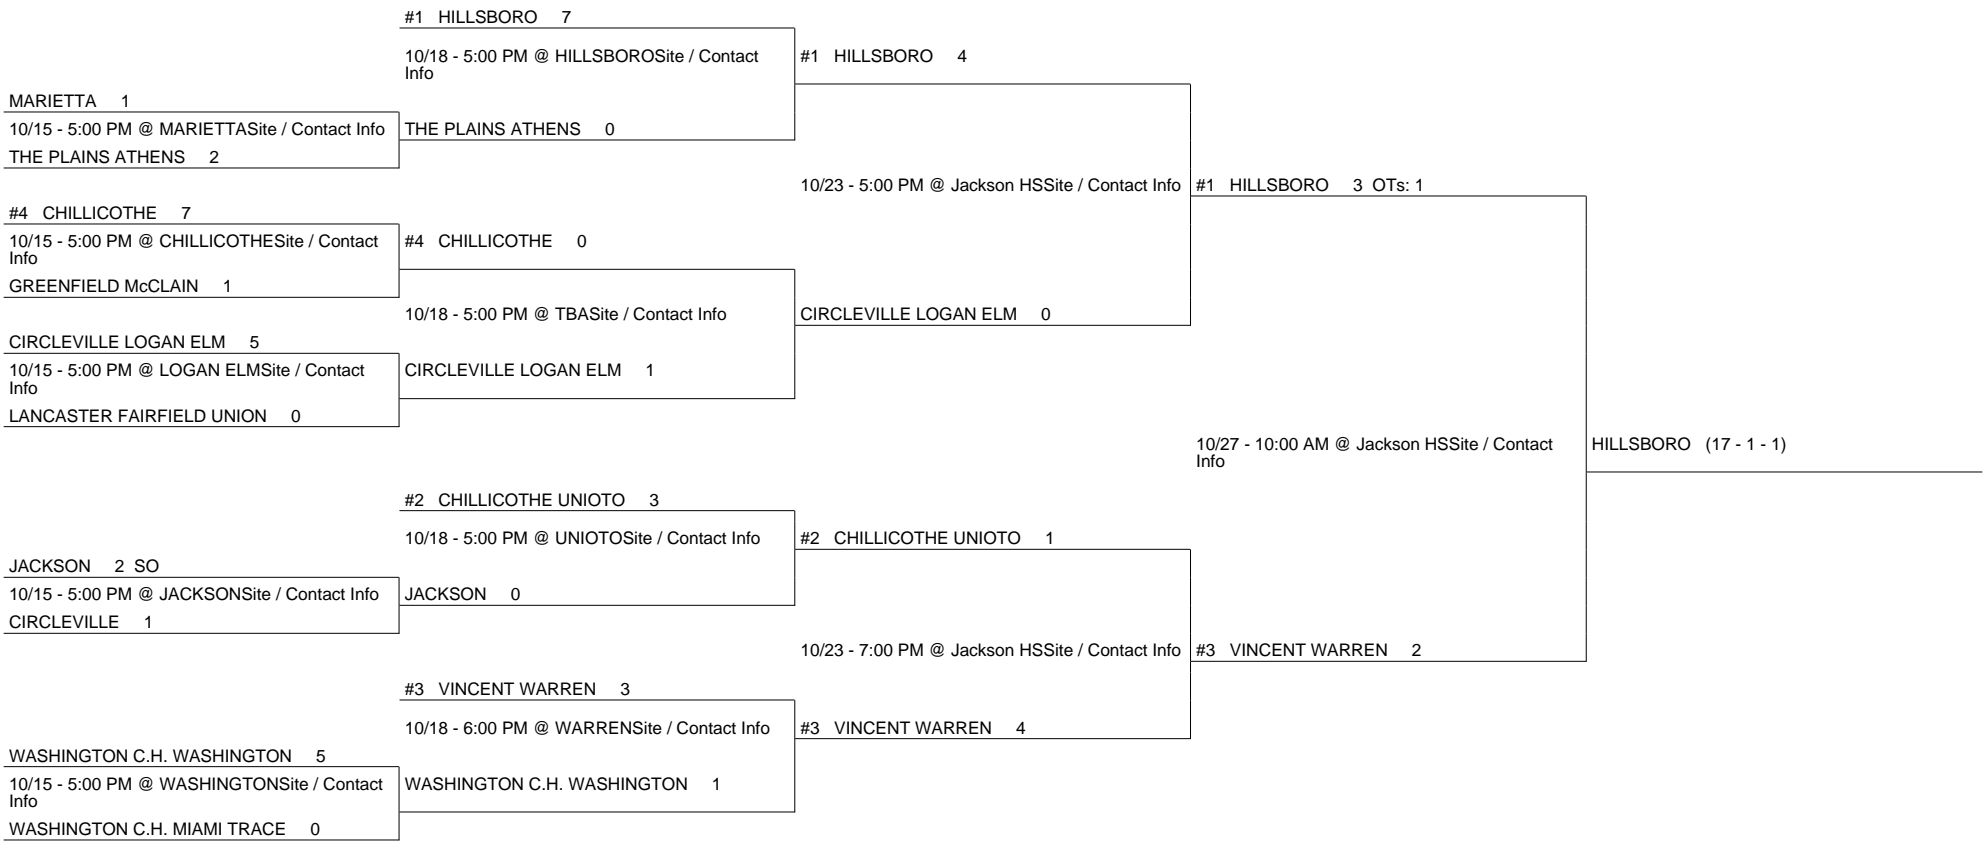 #1 HILLSBORO 7
10/18 - 5:00 PM @ HILLSBOROSite / Contact
Info
#1 HILLSBORO 4
MARIETTA 1
10/15 - 5:00 PM @ MARIETTASite / Contact Info
THE PLAINS ATHENS 0
THE PLAINS ATHENS 2
10/23 - 5:00 PM @ Jackson HSSite / Contact Info
#1 HILLSBORO 3 OTs: 1
#4 CHILLICOTHE 7
10/15 - 5:00 PM @ CHILLICOTHESite / Contact
Info
#4 CHILLICOTHE 0
GREENFIELD McCLAIN 1
10/18 - 5:00 PM @ TBASite / Contact Info
CIRCLEVILLE LOGAN ELM 0
CIRCLEVILLE LOGAN ELM 5
10/15 - 5:00 PM @ LOGAN ELMSite / Contact
Info
CIRCLEVILLE LOGAN ELM 1
LANCASTER FAIRFIELD UNION 0
10/27 - 10:00 AM @ Jackson HSSite / Contact
Info
HILLSBORO (17 - 1 - 1)
#2 CHILLICOTHE UNIOTO 3
10/18 - 5:00 PM @ UNIOTOSite / Contact Info
#2 CHILLICOTHE UNIOTO 1
JACKSON 2 SO
10/15 - 5:00 PM @ JACKSONSite / Contact Info
JACKSON 0
CIRCLEVILLE 1
10/23 - 7:00 PM @ Jackson HSSite / Contact Info
#3 VINCENT WARREN 2
#3 VINCENT WARREN 3
10/18 - 6:00 PM @ WARRENSite / Contact Info
#3 VINCENT WARREN 4
WASHINGTON C.H. WASHINGTON 5
10/15 - 5:00 PM @ WASHINGTONSite / Contact
Info
WASHINGTON C.H. WASHINGTON 1
WASHINGTON C.H. MIAMI TRACE 0